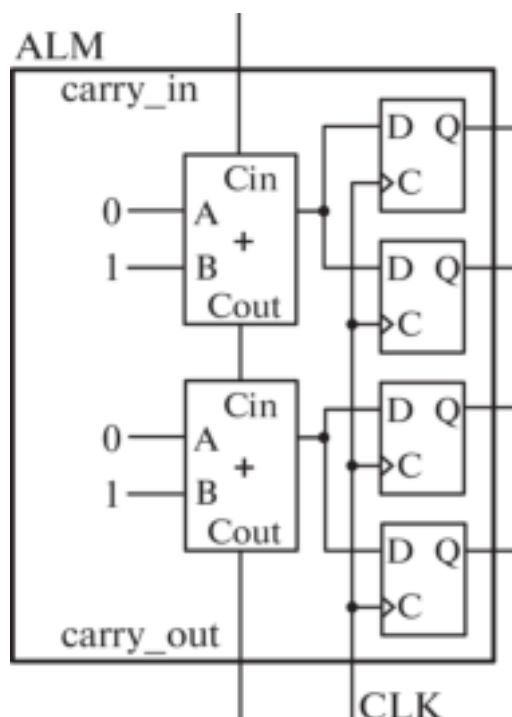 ALM
carry_in
D Q
Cin
C
0 A
+
1 B
D Q
Cout
C
Cin
D Q
0 A
+
C
1 B
Cout
D Q
C
carry_out
CLK